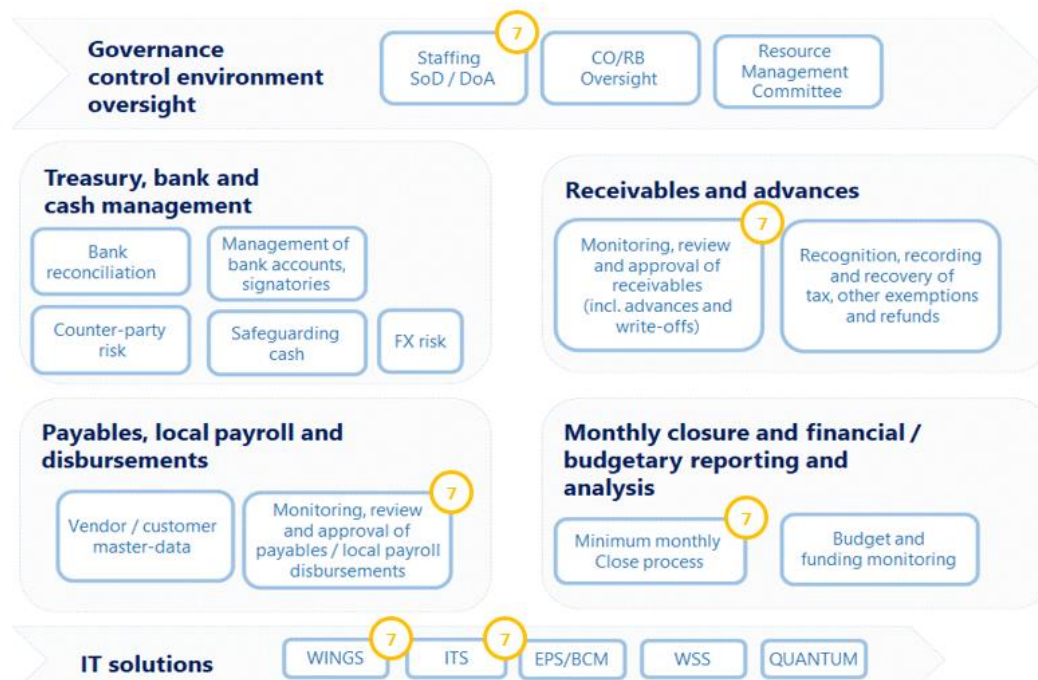 Governance
control environment
oversight
7
Staffing
SoD / DoA
CO/RB
Oversight
Resource
Management
Committee
Treasury, bank and
cash management
Bank
reconciliation
Management of
bank accounts,
signatories
Counter-party
risk
Safeguarding
cash
FX risk
Receivables and advances
7
Monitoring, review
and approval of
receivables
(incl. advances and
write-offs)
Recognition, recording
and recovery of
tax, other exemptions
and refunds
Payables, local payroll and
disbursements
Vendor / customer
master-data
7
Monitoring, review
and approval of
payables / local payroll
disbursements
Monthly closure and financial /
budgetary reporting and
analysis
7
Minimum monthly
Close process
Budget and
funding monitoring
IT solutions
WINGS
7
ITS
7
EPS/BCM
WSS
QUANTUM